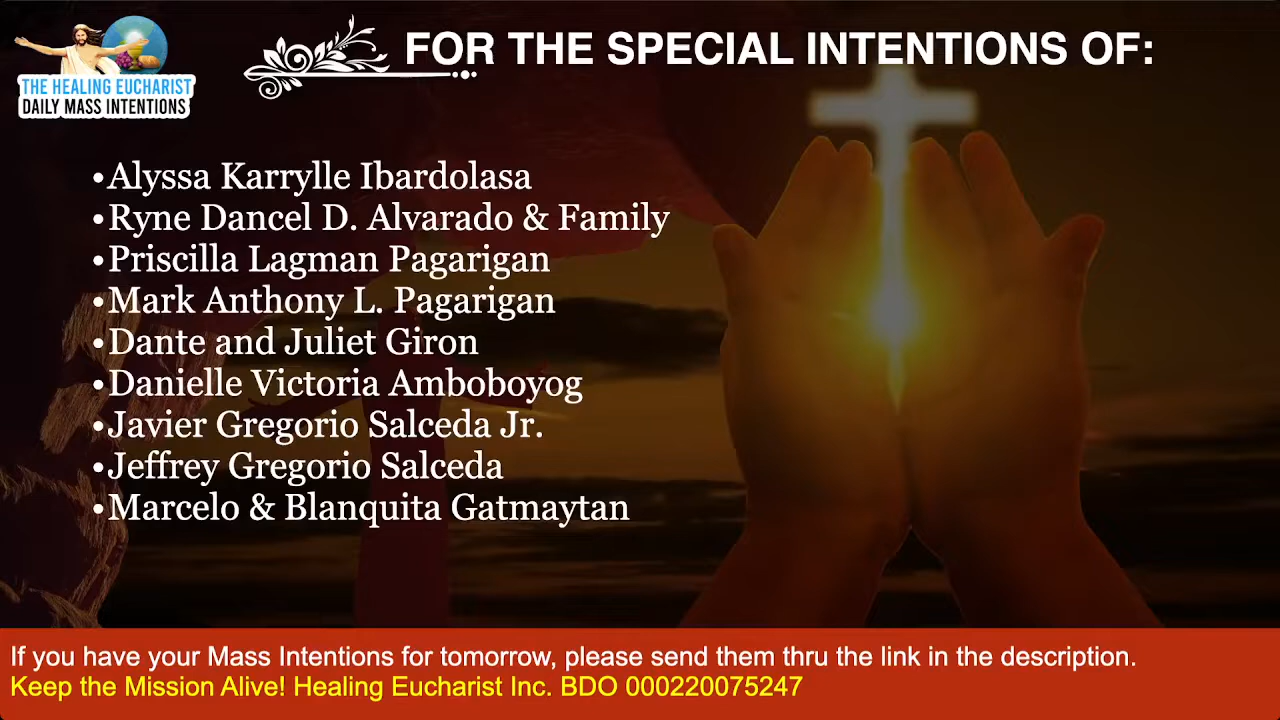 THE HEALING EUCHARIST
DAILY MASS INTENTIONS
FOR THE SPECIAL INTENTIONS OF:
•Alyssa Karrylle Ibardolasa
•Ryne Dancel D. Alvarado & Family
•Priscilla Lagman Pagarigan
•Mark Anthony L. Pagarigan
•Dante and Juliet Giron
•Danielle Victoria Amboboyog
•Javier Gregorio Salceda Jr.
•Jeffrey Gregorio Salceda
•Marcelo & Blanquita Gatmaytan
If you have your Mass Intentions for tomorrow, please send them thru the link in the description.
Keep the Mission Alive! Healing Eucharist Inc. BDO 000220075247